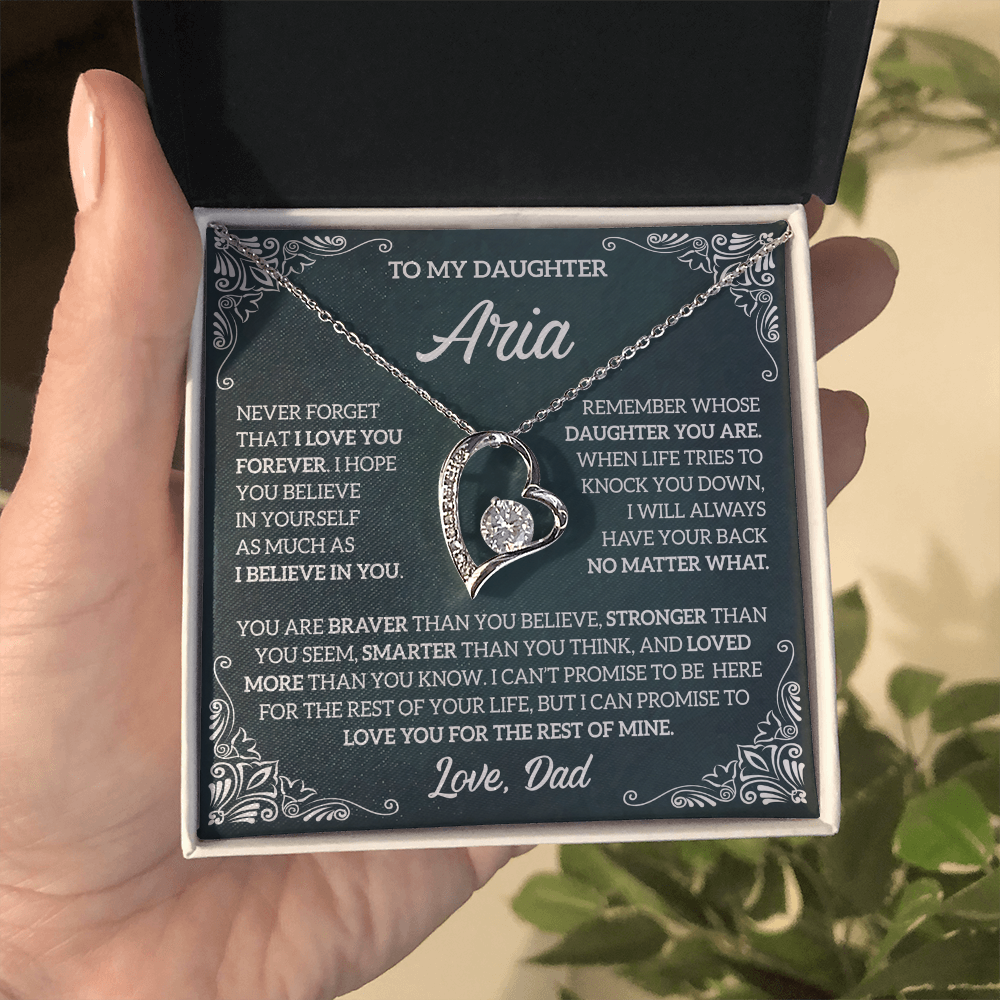 TO MY DAUGHTER
Aria
NEVER FORGET
THAT I LOVE YOU
FOREVER. I HOPE
YOU BELIEVE
IN YOURSELF
AS MUCH AS
I BELIEVE IN YOU.
REMEMBER WHOSE
DAUGHTER YOU ARE.
WHEN LIFE TRIES TO
KNOCK YOU DOWN,
I WILL ALWAYS
HAVE YOUR BACK
NO MATTER WHAT.
YOU ARE BRAVER THAN YOU BELIEVE, STRONGER THAN
YOU SEEM, SMARTER THAN YOU THINK, AND LOVED
MORE THAN YOU KNOW. I CAN'T PROMISE TO BE HERE
FOR THE REST OF YOUR LIFE, BUT I CAN PROMISE TO
LOVE YOU FOR THE REST OF MINE.
Love, Dad